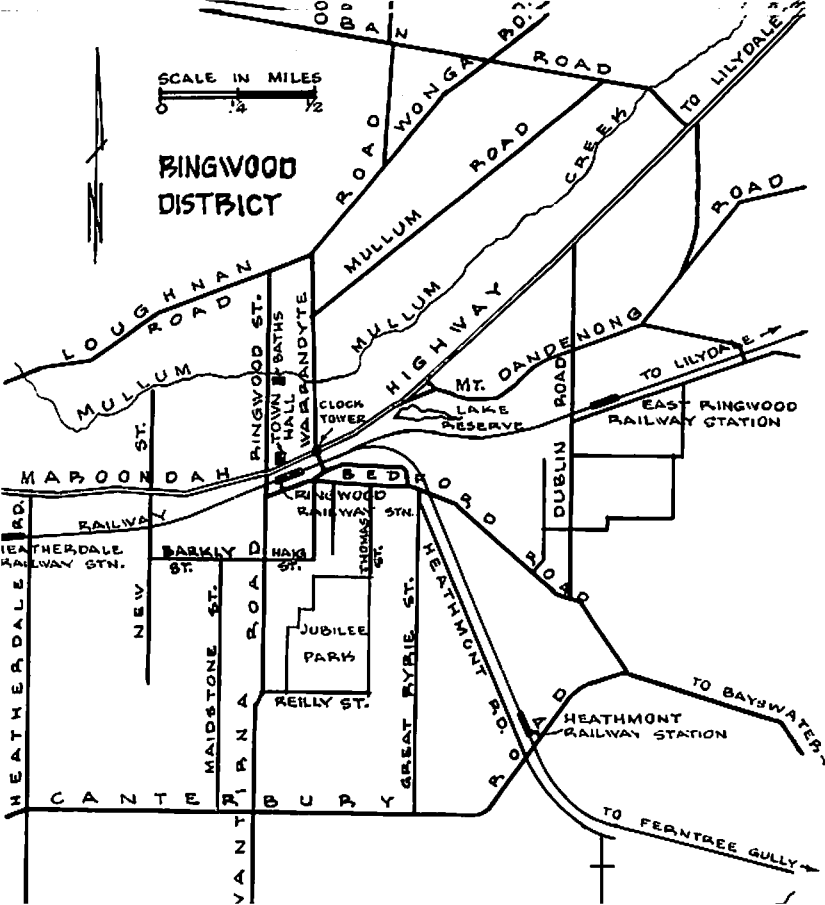 BAN
ROAD
SCALE IN MILES
0 ¼ ½
RINGWOOD
DISTRICT
N
ROAD
WONGA RD.
TO LILYDALE
MULLUM ROAD
CREEK
ROAD
LOUGHNAN
ROAD
RINGWOOD ST.
WARRANDYTE
BATHS
TOWN
HALL
MULLUM
MULLUM
HIGHWAY
MT. DANDENONG
TO LILYDALE
CLOCK
TOWER
LAKE
RESERVE
EAST RINGWOOD
RAILWAY STATION
DUBLIN ROAD
MAROONDAH
BEDFORD ROAD
RINGWOOD
RAILWAY STN.
RAILWAY
HEATHERDALE
RAILWAY STN.
HEATHERDALE RD.
NEW ST.
BARKLY
ST.
HAIG
ST.
THOMAS
ST.
MAIDSTONE ST.
WANTIRNA ROAD
JUBILEE
PARK
REILLY ST.
GREAT RYRIE ST.
HEATHMONT RD.
HEATHMONT
RAILWAY STATION
TO BAYSWATER
CANTERBURY ROAD
TO FERNTREE GULLY